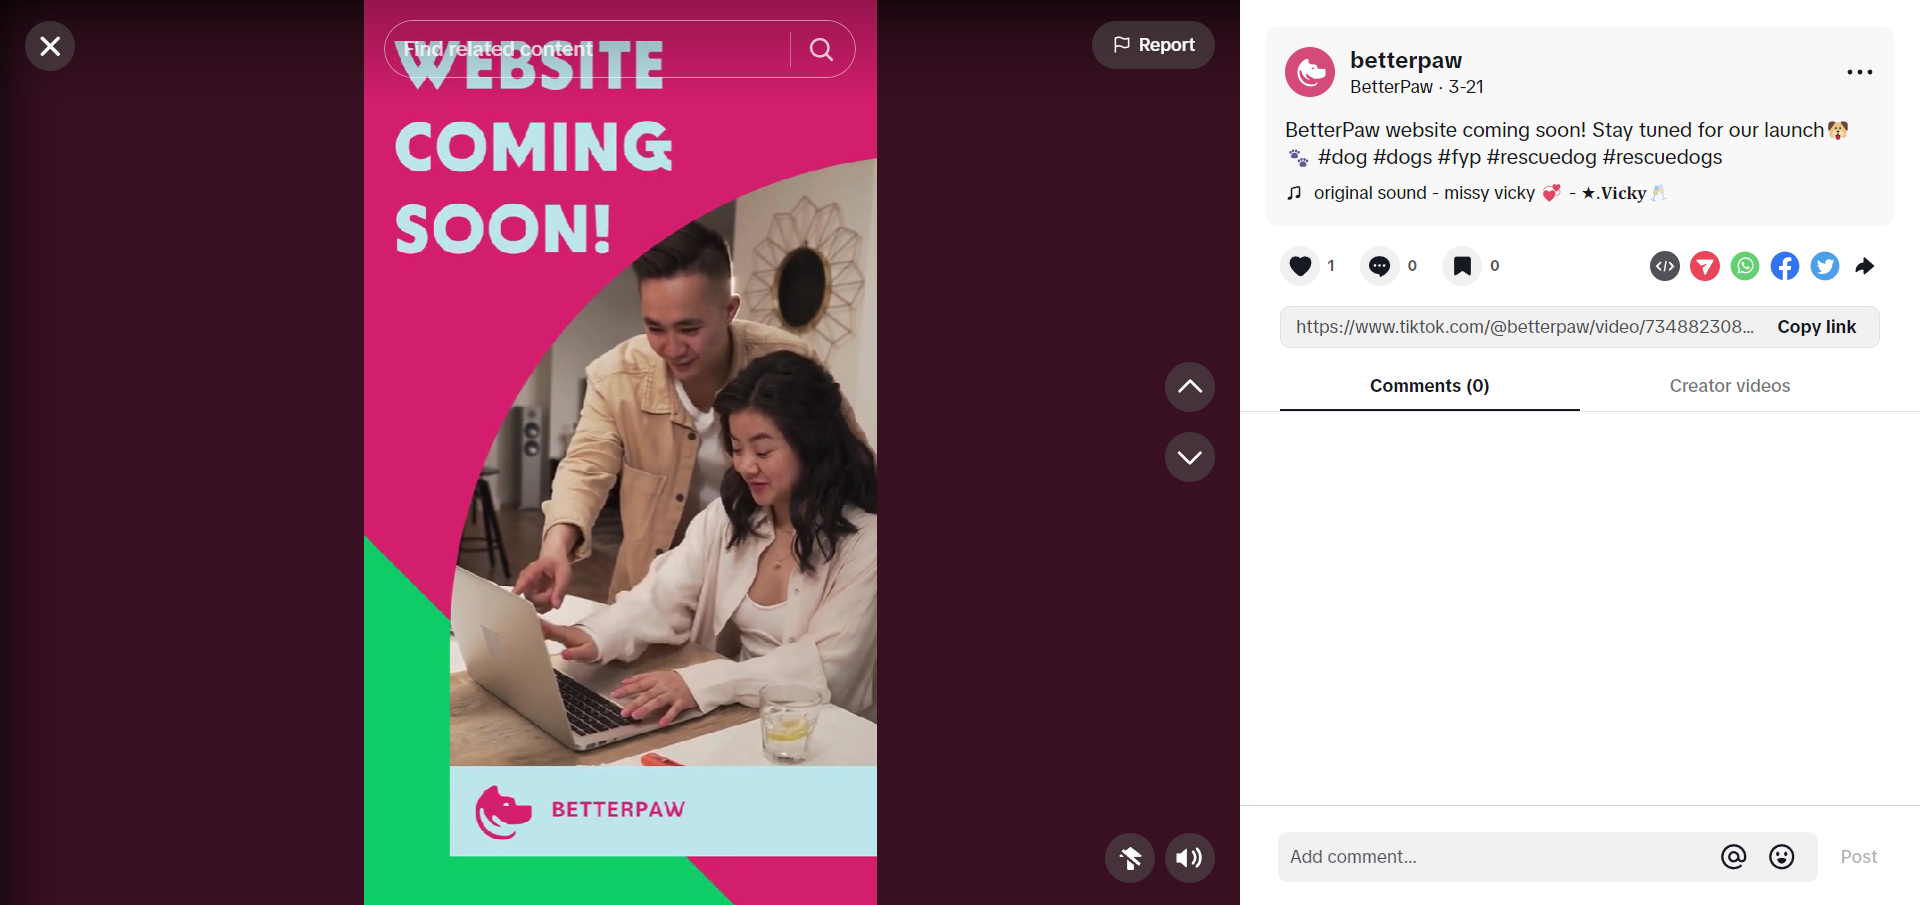 Find related content
WEBSITE
COMING
SOON!
BETTERPAW
Report
betterpaw
BetterPaw · 3-21
BetterPaw website coming soon! Stay tuned for our launch🐶
🐾 #dog #dogs #fyp #rescuedog #rescuedogs
original sound - missy vicky 💞 - ★.𝐕𝐢𝐜𝐤𝐲🥂
1
0
0
https://www.tiktok.com/@betterpaw/video/734882308...
Copy link
Comments (0)
Creator videos
Add comment...
Post